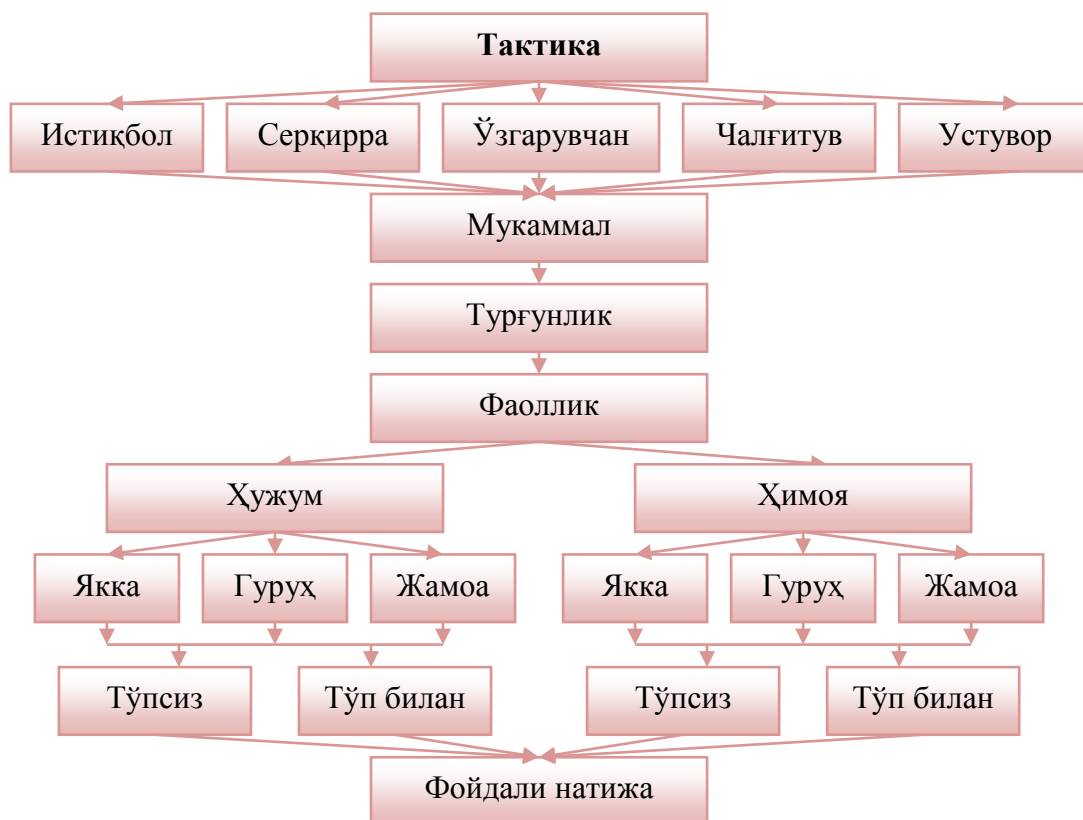 Тактика
Истиқбол
Серқирра
Ўзгарувчан
Чалғитув
Устувор
Мукаммал
Турғунлик
Фаоллик
Ҳужум
Ҳимоя
Якка
Гуруҳ
Жамоа
Якка
Гуруҳ
Жамоа
Тўпсиз
Тўп билан
Тўпсиз
Тўп билан
Фойдали натижа